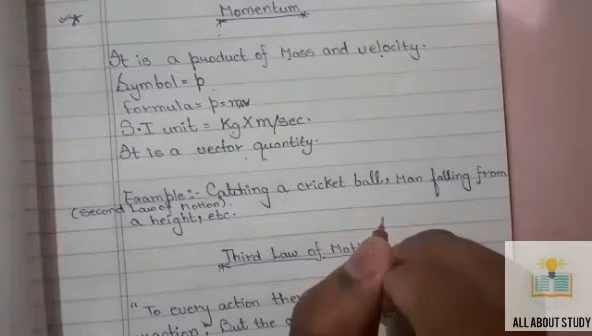 * Momentum *
It is a product of Mass and velocity.
Symbol = p
formula = p=mv
S.I unit = Kg X m/sec.
It is a vector quantity.
Example:- Catching a cricket ball, Man falling from
(Second Law of Motion).
a height, etc.
* Third Law of Moti
"To every action the
But the
ALL ABOUT STUDY